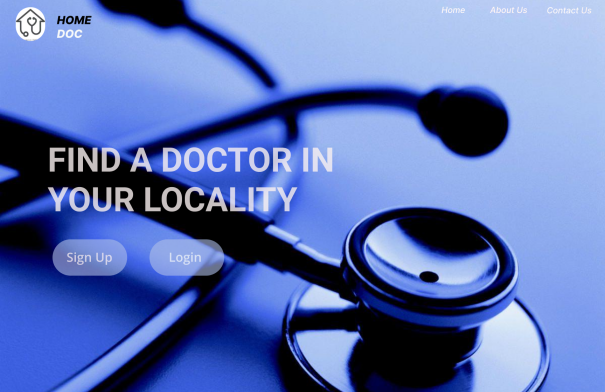 HOME
DOC
Home
About Us
Contact Us
FIND A DOCTOR IN
YOUR LOCALITY
Sign Up
Login